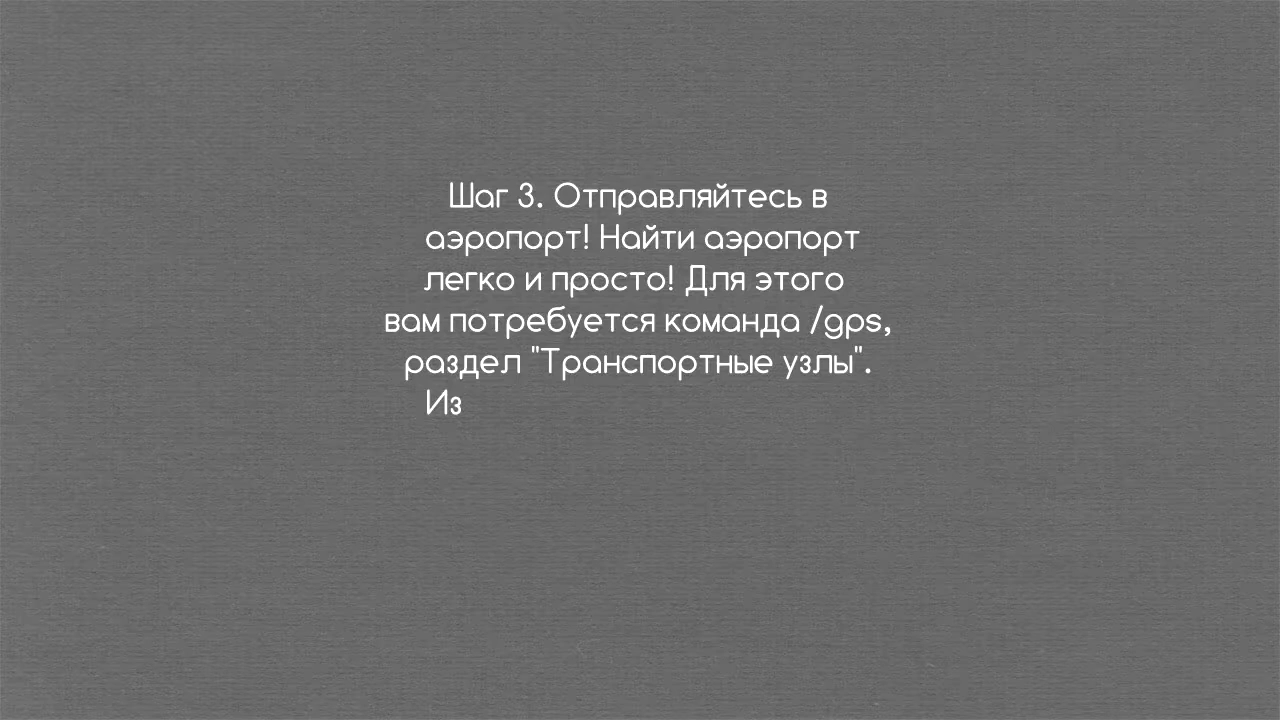 Шаг 3. Отправляйтесь в
аэропорт! Найти аэропорт
легко и просто! Для этого
вам потребуется команда /gps,
раздел "Транспортные узлы".
Из